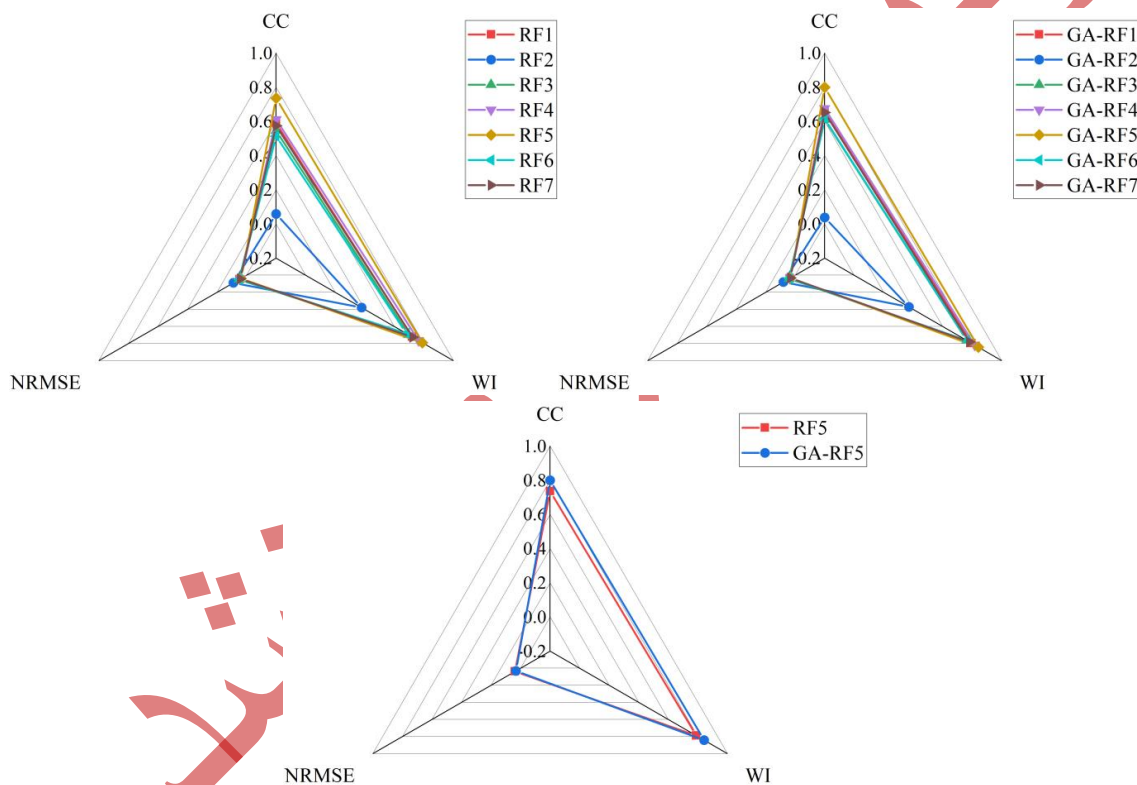 CC
1.0
0.8
0.6
0.4
0.2
0.0
-0.2
NRMSE
WI
RF1
RF2
RF3
RF4
RF5
RF6
RF7
CC
1.0
0.8
0.6
0.4
0.2
0.0
-0.2
NRMSE
WI
GA-RF1
GA-RF2
GA-RF3
GA-RF4
GA-RF5
GA-RF6
GA-RF7
CC
1.0
0.8
0.6
0.4
0.2
0.0
-0.2
NRMSE
WI
RF5
GA-RF5